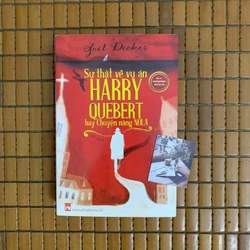 Joël Dicker
Sự thật về vụ án
HARRY
QUEBERT
hay Chuyện nàng NOLA